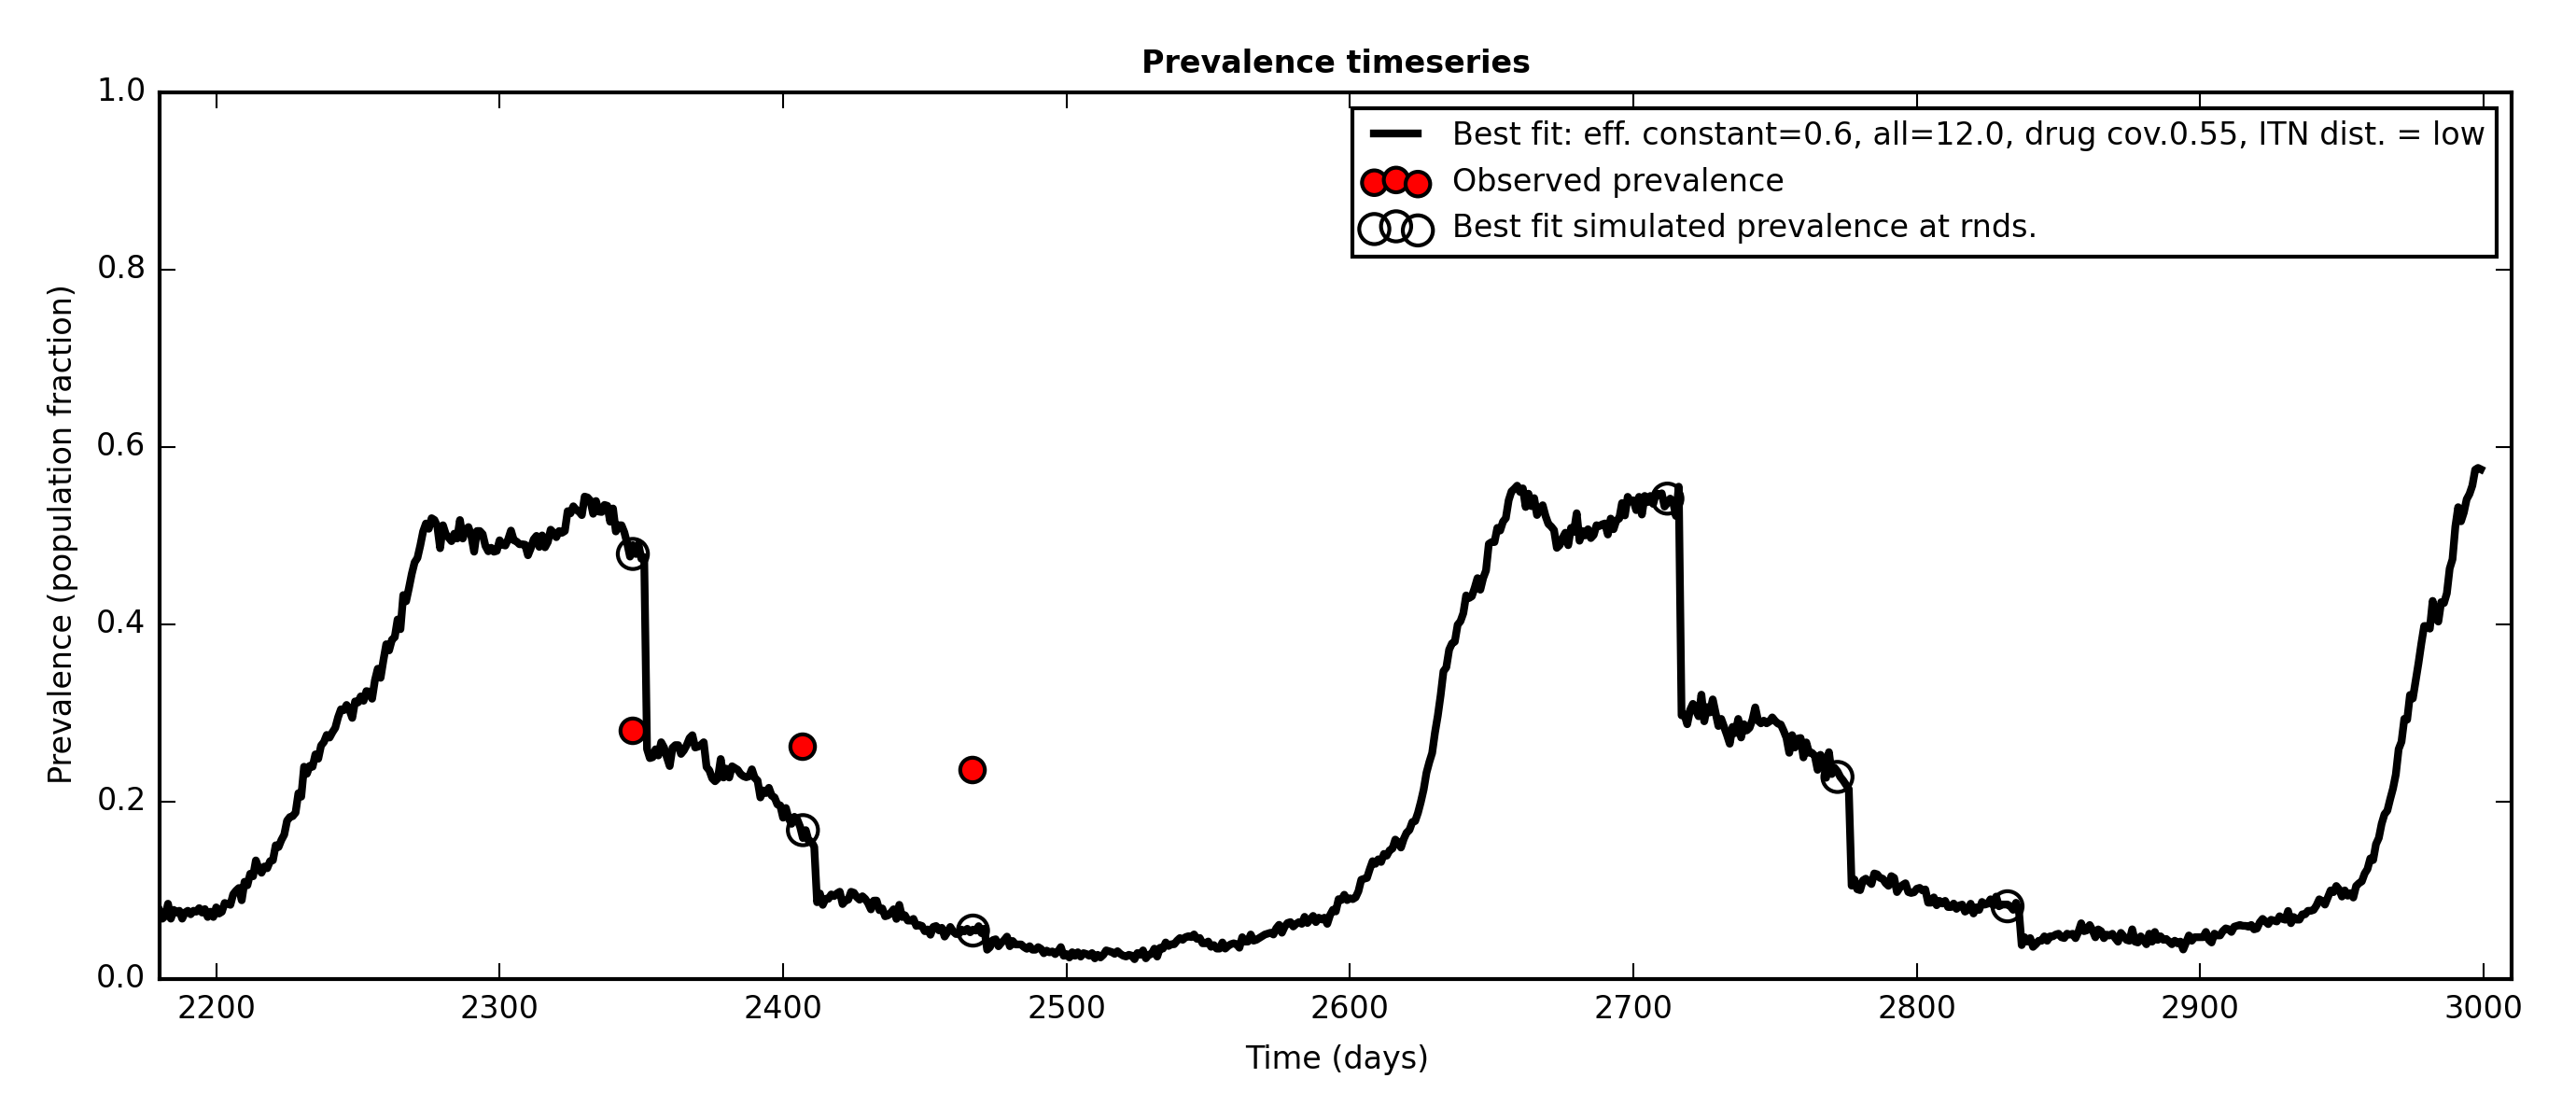 Prevalence timeseries
1.0
0.8
0.6
0.4
0.2
0.0
Prevalence (population fraction)
Best fit: eff. constant=0.6, all=12.0, drug cov.0.55, ITN dist. = low
Observed prevalence
Best fit simulated prevalence at rnds.
2200 2300 2400 2500 2600 2700 2800 2900 3000
Time (days)